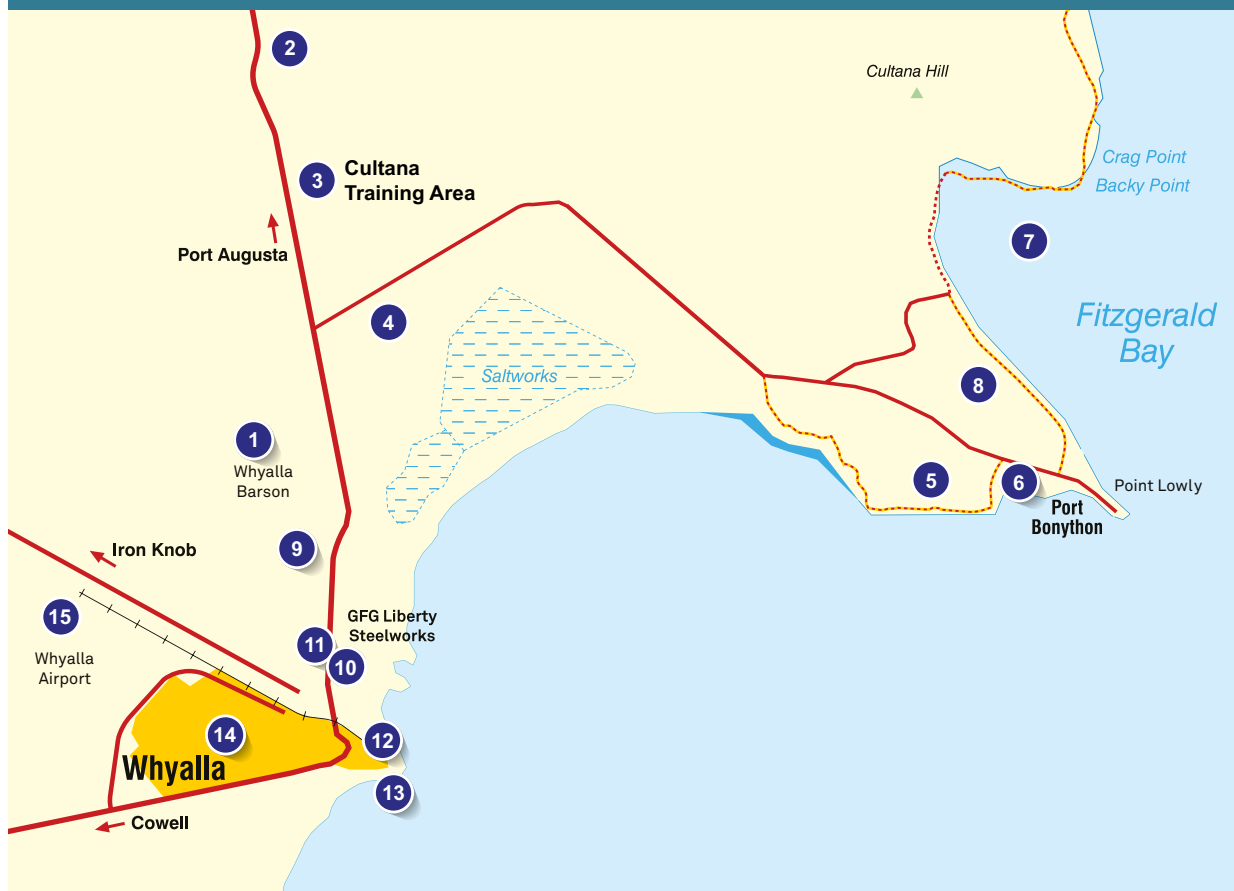 2
Cultana Hill
Crag Point
Backy Point
3
Cultana
Training Area
7
Port Augusta
4
Fitzgerald
Bay
Saltworks
8
1
Whyalla
Barson
5
6
Point Lowly
Port
Bonython
9
Iron Knob
15
GFG Liberty
Steelworks
11
10
Whyalla
Airport
14
12
Whyalla
13
Cowell